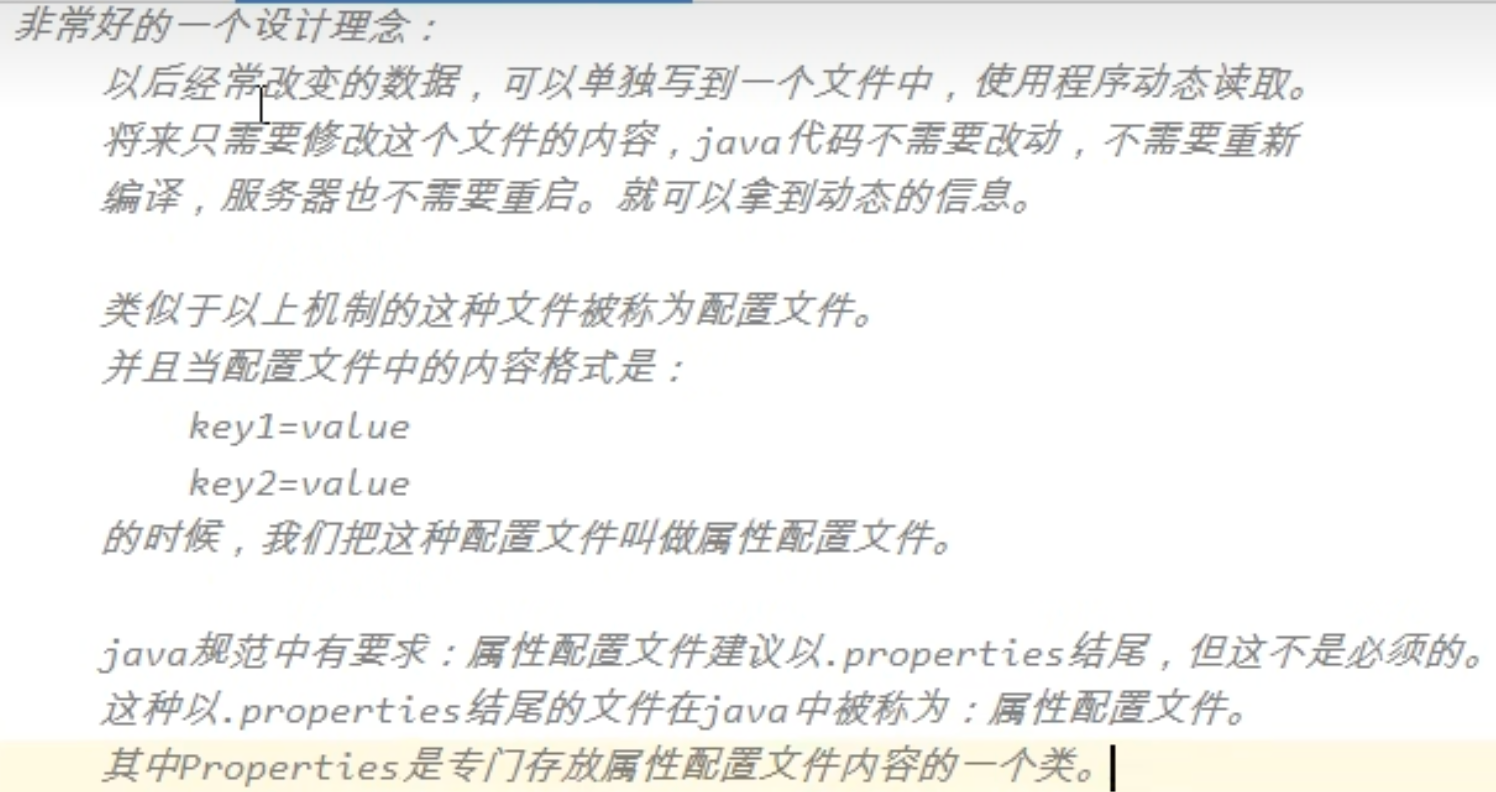 非常好的一个设计理念：
以后经常改变的数据，可以单独写到一个文件中，使用程序动态读取。
将来只需要修改这个文件的内容，java代码不需要改动，不需要重新
编译，服务器也不需要重启。就可以拿到动态的信息。
类似于以上机制的这种文件被称为配置文件。
并且当配置文件中的内容格式是：
key1=value
key2=value
的时候，我们把这种配置文件叫做属性配置文件。
java规范中有要求：属性配置文件建议以.properties结尾，但这不是必须的。
这种以.properties结尾的文件在java中被称为：属性配置文件。
其中Properties是专门存放属性配置文件内容的一个类。